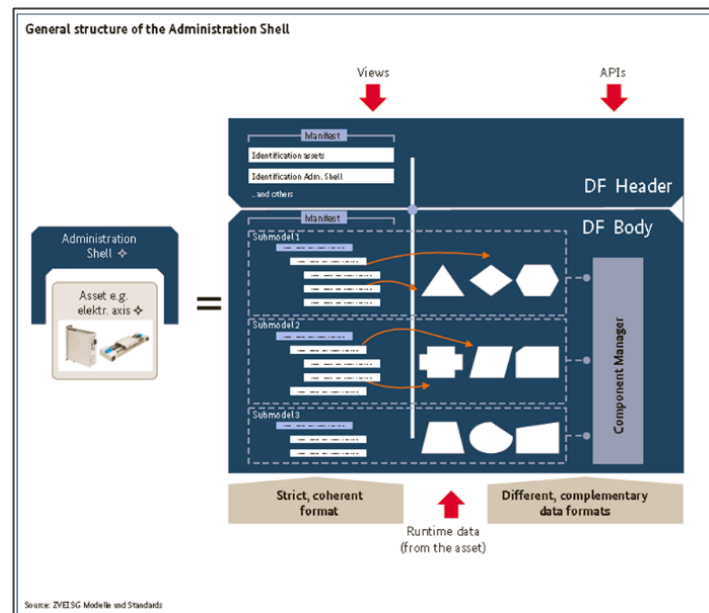 General structure of the Administration Shell
Views
APIs
Manifest
Identification assets
Identification Adm. Shell
...and others
DF Header
Manifest
DF Body
Administration
Shell
Submodel 1
Asset e.g.
elektr. axis
=
Submodel 2
Component Manager
Submodel 3
Strict, coherent
format
Different, complementary
data formats
Runtime data
(from the asset)
Source: ZVEI SG Modelle und Standards